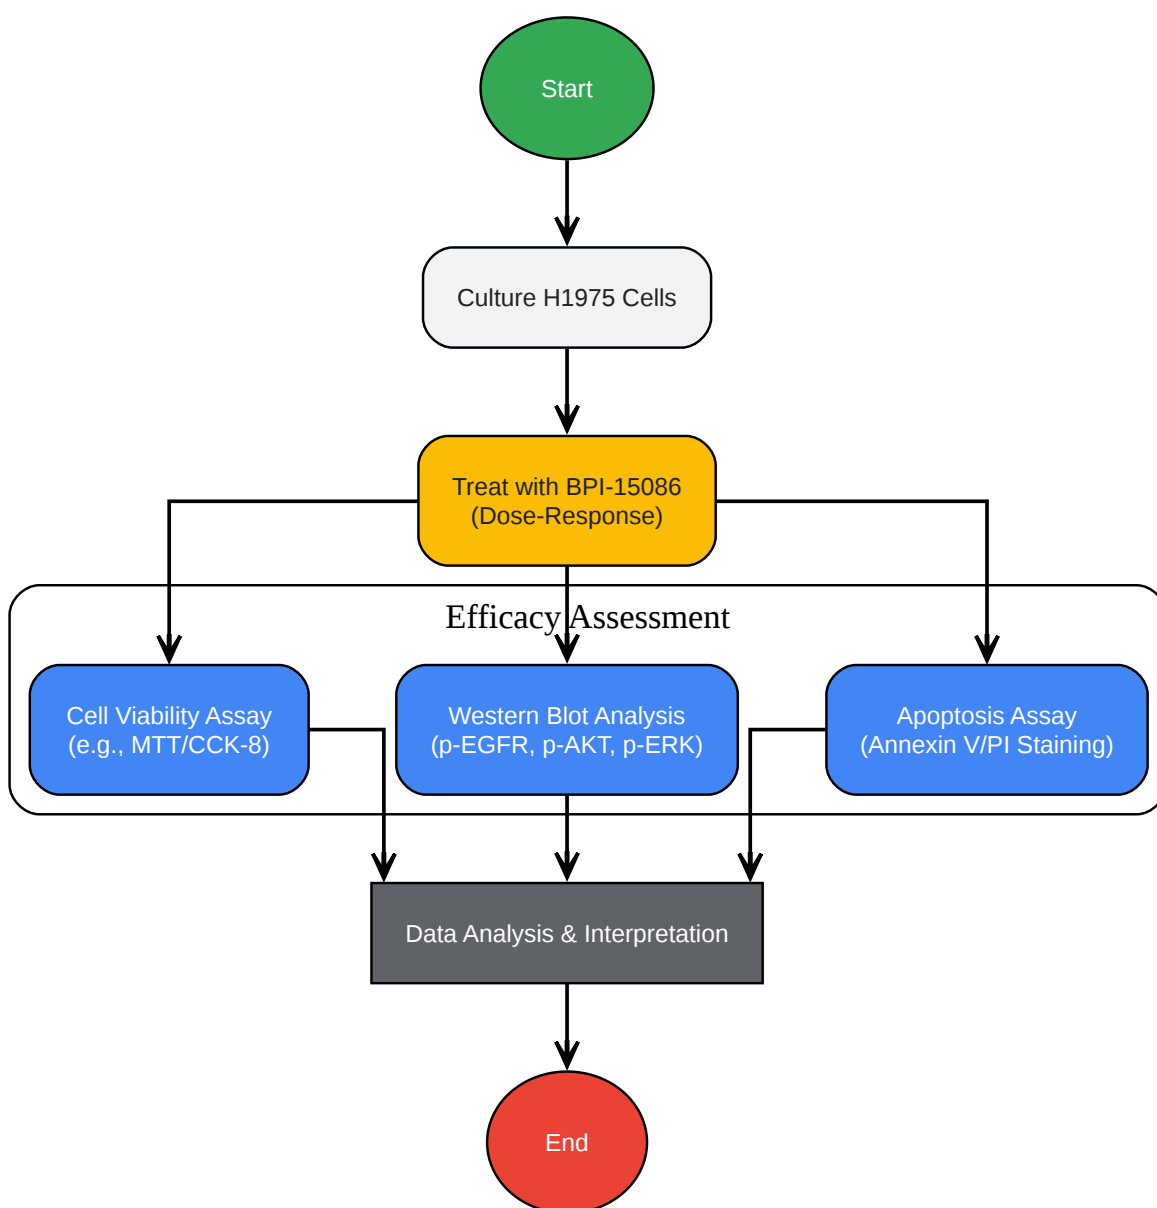 Start
Culture H1975 Cells
Treat with BPI-15086
(Dose-Response)
Efficacy Assessment
Cell Viability Assay
(e.g., MTT/CCK-8)
Western Blot Analysis
(p-EGFR, p-AKT, p-ERK)
Apoptosis Assay
(Annexin V/PI Staining)
Data Analysis & Interpretation
End